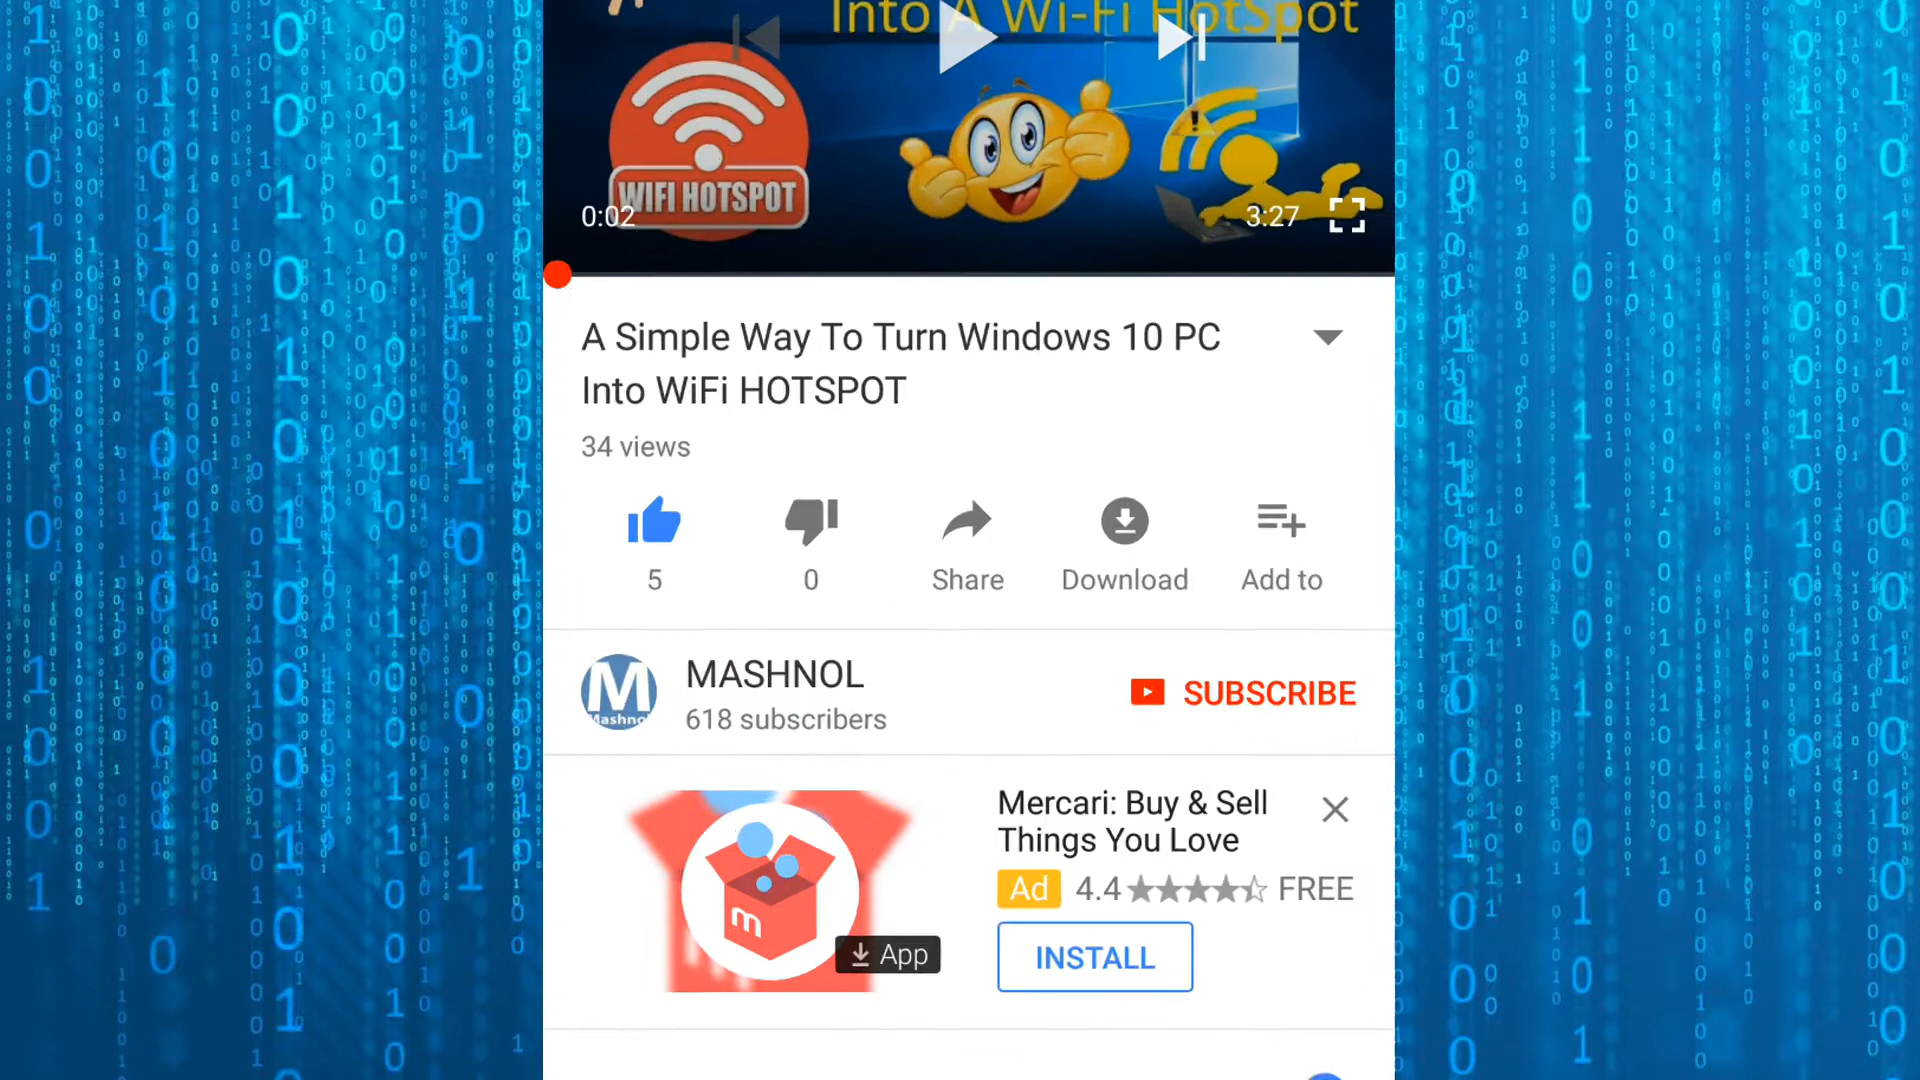 Into A Wi-Fi HotSpot
WIFI HOTSPOT
0:02
3:27
A Simple Way To Turn Windows 10 PC
Into WiFi HOTSPOT
34 views
5
0
Share
Download
Add to
M
Mashnol
MASHNOL
618 subscribers
SUBSCRIBE
Mercari: Buy & Sell
Things You Love
Ad 4.4 FREE
m
App
INSTALL